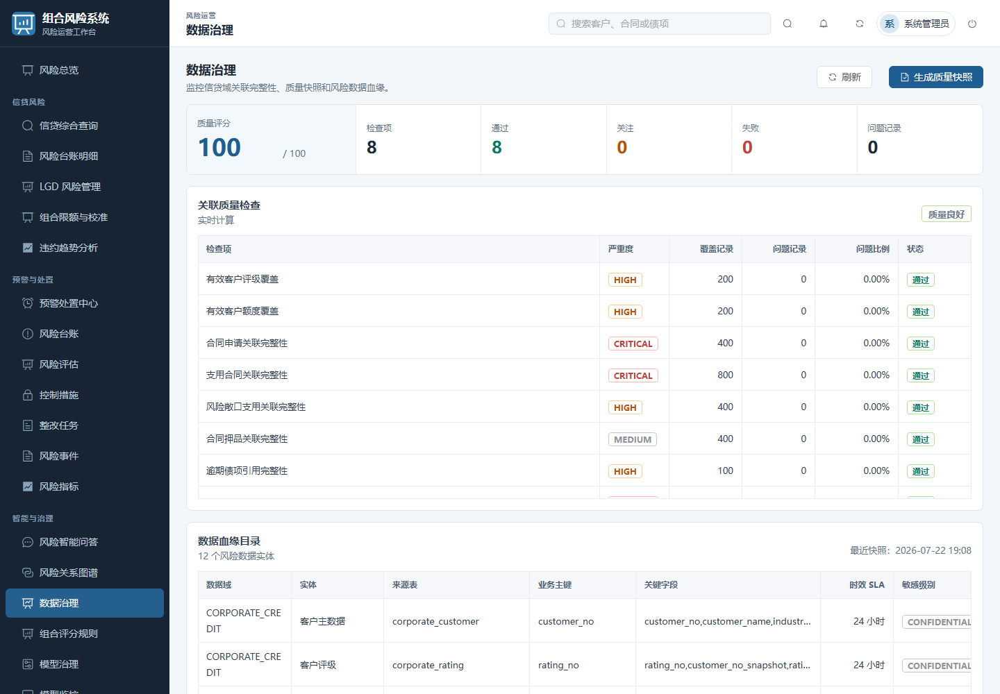 组合风险系统
风险运营工作台
风险总览
信贷风险
信贷综合查询
风险台账明细
LGD 风险管理
组合限额与校准
违约趋势分析
预警与处置
预警处置中心
风险台账
风险评估
控制措施
整改任务
风险事件
风险指标
智能与治理
风险智能问答
风险关系图谱
数据治理
组合评分规则
模型治理
风险运营
数据治理
搜索客户、合同或债项
系
系统管理员
数据治理
监控信贷域关联完整性、质量快照和风险数据血缘。
刷新
生成质量快照
质量评分
100 / 100
检查项
8
通过
8
关注
0
失败
0
问题记录
0
关联质量检查
实时计算
质量良好
检查项 严重度 覆盖记录 问题记录 问题比例 状态
有效客户评级覆盖 HIGH 200 0 0.00% 通过
有效客户额度覆盖 HIGH 200 0 0.00% 通过
合同申请关联完整性 CRITICAL 400 0 0.00% 通过
支用合同关联完整性 CRITICAL 800 0 0.00% 通过
风险敞口支用关联完整性 HIGH 400 0 0.00% 通过
合同押品关联完整性 MEDIUM 400 0 0.00% 通过
逾期债项引用完整性 HIGH 100 0 0.00% 通过
数据血缘目录
12 个风险数据实体
最近快照：2026-07-22 19:08
数据域 实体 来源表 业务主键 关键字段 时效 SLA 敏感级别
CORPORATE_CRE
DIT
客户主数据 corporate_customer customer_no customer_no,customer_name,industr... 24 小时 CONFIDENTIAL
CORPORATE_CRE
DIT
客户评级 corporate_rating rating_no rating_no,customer_no_snapshot,rati... 24 小时 CONFIDENTIAL